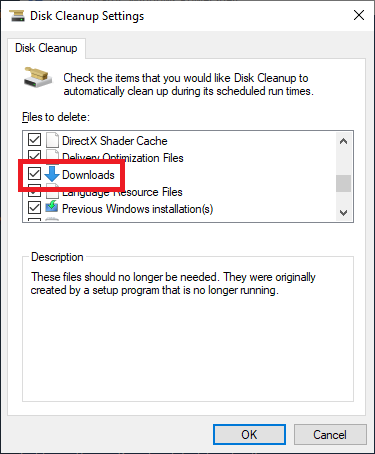 Disk Cleanup Settings
Disk Cleanup
Check the items that you would like Disk Cleanup to
automatically clean up during its scheduled run times.
Files to delete:
DirectX Shader Cache
Delivery Optimization Files
Downloads
Language Resource Files
Previous Windows installation(s)
Description
These files should no longer be needed. They were originally
created by a setup program that is no longer running.
OK
Cancel